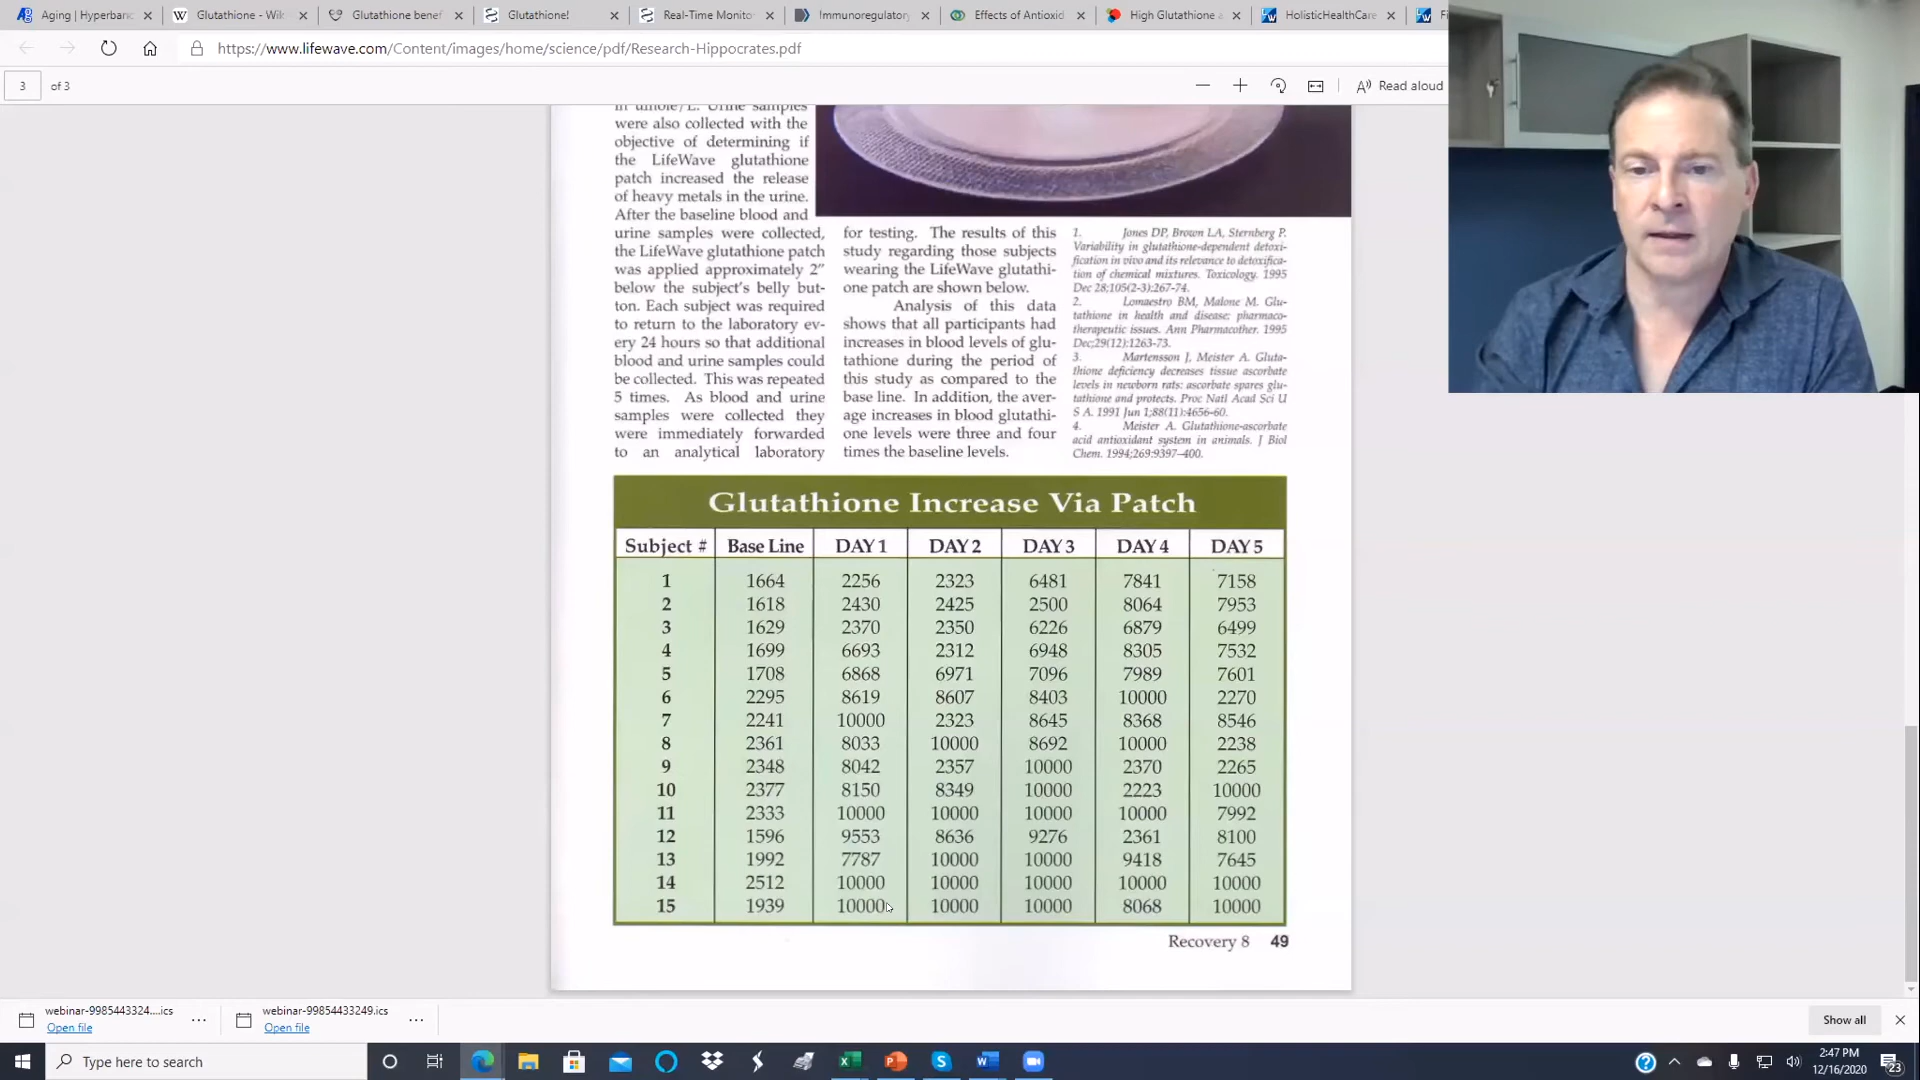 Aging | Hyperbari
Glutathione - Wiki
Glutathione benef
Glutathione!
Real-Time Monito
Immunoregulatory
Effects of Antioxid
High Glutathione a
HolisticHealthCare
https://www.lifewave.com/Content/images/home/science/pdf/Research-Hippocrates.pdf
3 of 3
Read aloud
in umole/L. Urine samples
were also collected with the
objective of determining if
the LifeWave glutathione
patch increased the release
of heavy metals in the urine.
After the baseline blood and
urine samples were collected,
the LifeWave glutathione patch
was applied approximately 2"
below the subject's belly but-
ton. Each subject was required
to return to the laboratory ev-
ery 24 hours so that additional
blood and urine samples could
be collected. This was repeated
5 times. As blood and urine
samples were collected they
were immediately forwarded
to an analytical laboratory
for testing. The results of this
study regarding those subjects
wearing the LifeWave glutathi-
one patch are shown below.
Analysis of this data
shows that all participants had
increases in blood levels of glu-
tathione during the period of
this study as compared to the
base line. In addition, the aver-
age increases in blood glutathi-
one levels were three and four
times the baseline levels.
1. Jones DP, Brown LA, Sternberg P.
Variability in glutathione-dependent detoxi-
fication in vivo and its relevance to detoxifica-
tion of chemical mixtures. Toxicology. 1995
Dec 28;105(2-3):267-74.
2. Lomaestro BM, Malone M. Glu-
tathione in health and disease: pharmaco-
therapeutic issues. Ann Pharmacother. 1995
Dec;29(12):1263-73.
3. Martensson J, Meister A. Gluta-
thione deficiency decreases tissue ascorbate
levels in newborn rats: ascorbate spares glu-
tathione and protects. Proc Natl Acad Sci U
S A. 1991 Jun 1;88(11):4656-60.
4. Meister A. Glutathione-ascorbate
acid antioxidant system in animals. J Biol
Chem. 1994;269:9397-400.
Glutathione Increase Via Patch
Subject # Base Line DAY 1 DAY 2 DAY 3 DAY 4 DAY 5
1 1664 2256 2323 6481 7841 7158
2 1618 2430 2425 2500 8064 7953
3 1629 2370 2350 6226 6879 6499
4 1699 6693 2312 6948 8305 7532
5 1708 6868 6971 7096 7989 7601
6 2295 8619 8607 8403 10000 2270
7 2241 10000 2323 8645 8368 8546
8 2361 8033 10000 8692 10000 2238
9 2348 8042 2357 10000 2370 2265
10 2377 8150 8349 10000 2223 10000
11 2333 10000 10000 10000 10000 7992
12 1596 9553 8636 9276 2361 8100
13 1992 7787 10000 10000 9418 7645
14 2512 10000 10000 10000 10000 10000
15 1939 10000 10000 10000 8068 10000
Recovery 8 49
webinar-9985443324....ics
Open file
webinar-99854433249.ics
Open file
Show all
Type here to search
2:47 PM
12/16/2020
23